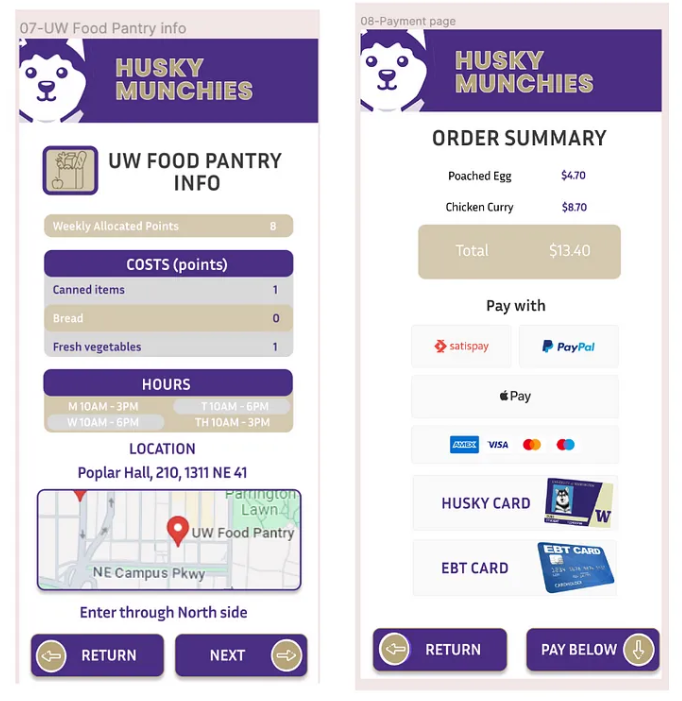 07-UW Food Pantry info
HUSKY
MUNCHIES
UW FOOD PANTRY
INFO
Weekly Allocated Points 8
COSTS (points)
Canned items 1
Bread 0
Fresh vegetables 1
HOURS
M 10AM - 3PM T 10AM - 6PM
W 10AM - 6PM TH 10AM - 3PM
LOCATION
Poplar Hall, 210, 1311 NE 41
Parrington
Lawn
UW Food Pantry
NE Campus Pkwy
Enter through North side
RETURN
NEXT
08-Payment page
HUSKY
MUNCHIES
ORDER SUMMARY
Poached Egg $4.70
Chicken Curry $8.70
Total $13.40
Pay with
satispay
PayPal
Pay
AMEX VISA
HUSKY CARD
W
EBT CARD
EBT CARD
RETURN
PAY BELOW